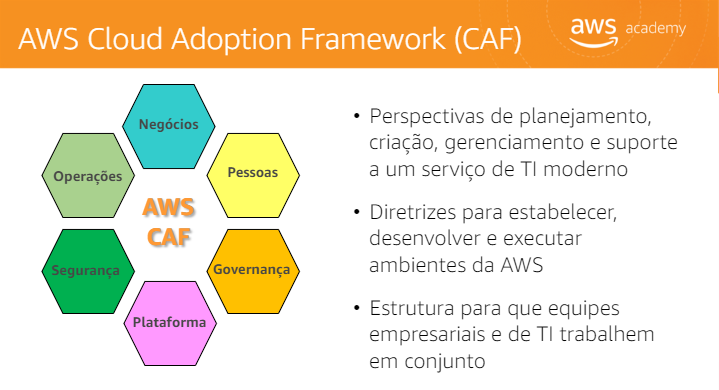 AWS Cloud Adoption Framework (CAF)
aws academy
Negócios
Operações
Pessoas
AWS
CAF
Segurança
Governança
Plataforma
• Perspectivas de planejamento,
criação, gerenciamento e suporte
a um serviço de TI moderno
• Diretrizes para estabelecer,
desenvolver e executar
ambientes da AWS
• Estrutura para que equipes
empresariais e de TI trabalhem
em conjunto